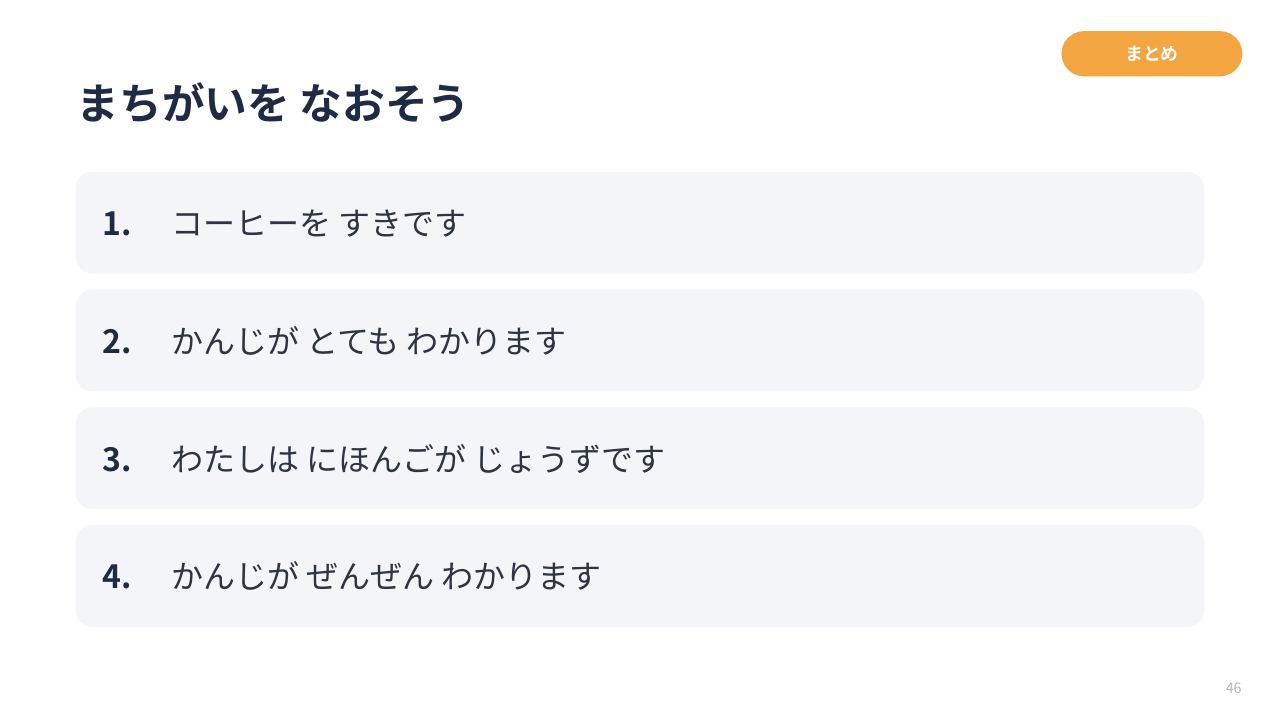 まとめ
まちがいを なおそう
1. コーヒーを すきです
2. かんじが とても わかります
3. わたしは にほんごが じょうずです
4. かんじが ぜんぜん わかります
46